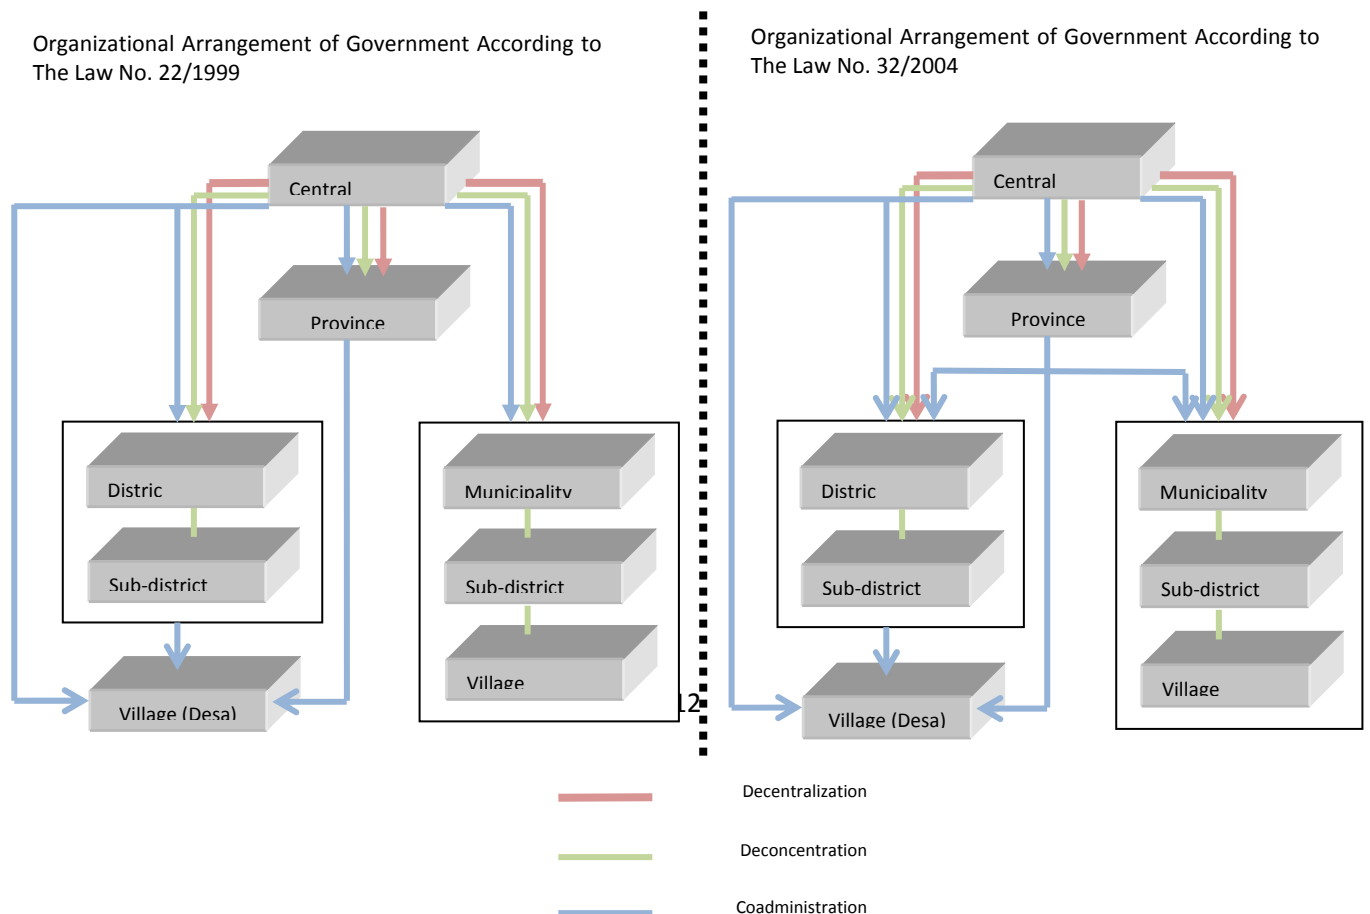 Organizational Arrangement of Government According to
The Law No. 22/1999
Central
Province
Distric
Sub-district
Village (Desa)
Municipality
Sub-district
Village
12
Organizational Arrangement of Government According to
The Law No. 32/2004
Central
Province
Distric
Sub-district
Village (Desa)
Municipality
Sub-district
Village
Decentralization
Deconcentration
Coadministration